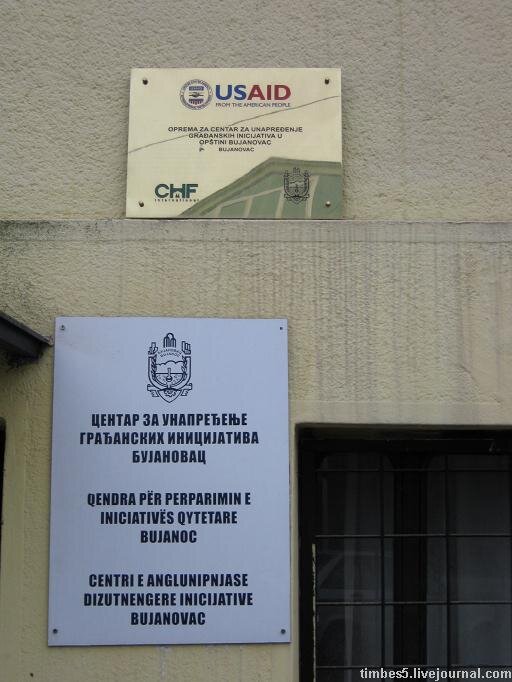 USAID
FROM THE AMERICAN PEOPLE
OPREMA ZA CENTAR ZA UNAPREĐENJE
GRAĐANSKIH INICIJATIVA U
OPŠTINI BUJANOVAC
BUJANOVAC
CHF
International
ЦЕНТАР ЗА УНАПРЕЂЕЊЕ
ГРАЂАНСКИХ ИНИЦИЈАТИВА
БУЈАНОВАЦ
QENDRA PËR PERPARIMIN E
INICIATIVËS QYTETARE
BUJANOC
CENTRI E ANGLUNIPNJASE
DIZUTNENGERE INICIJATIVE
BUJANOVAC
timbes5.livejournal.com